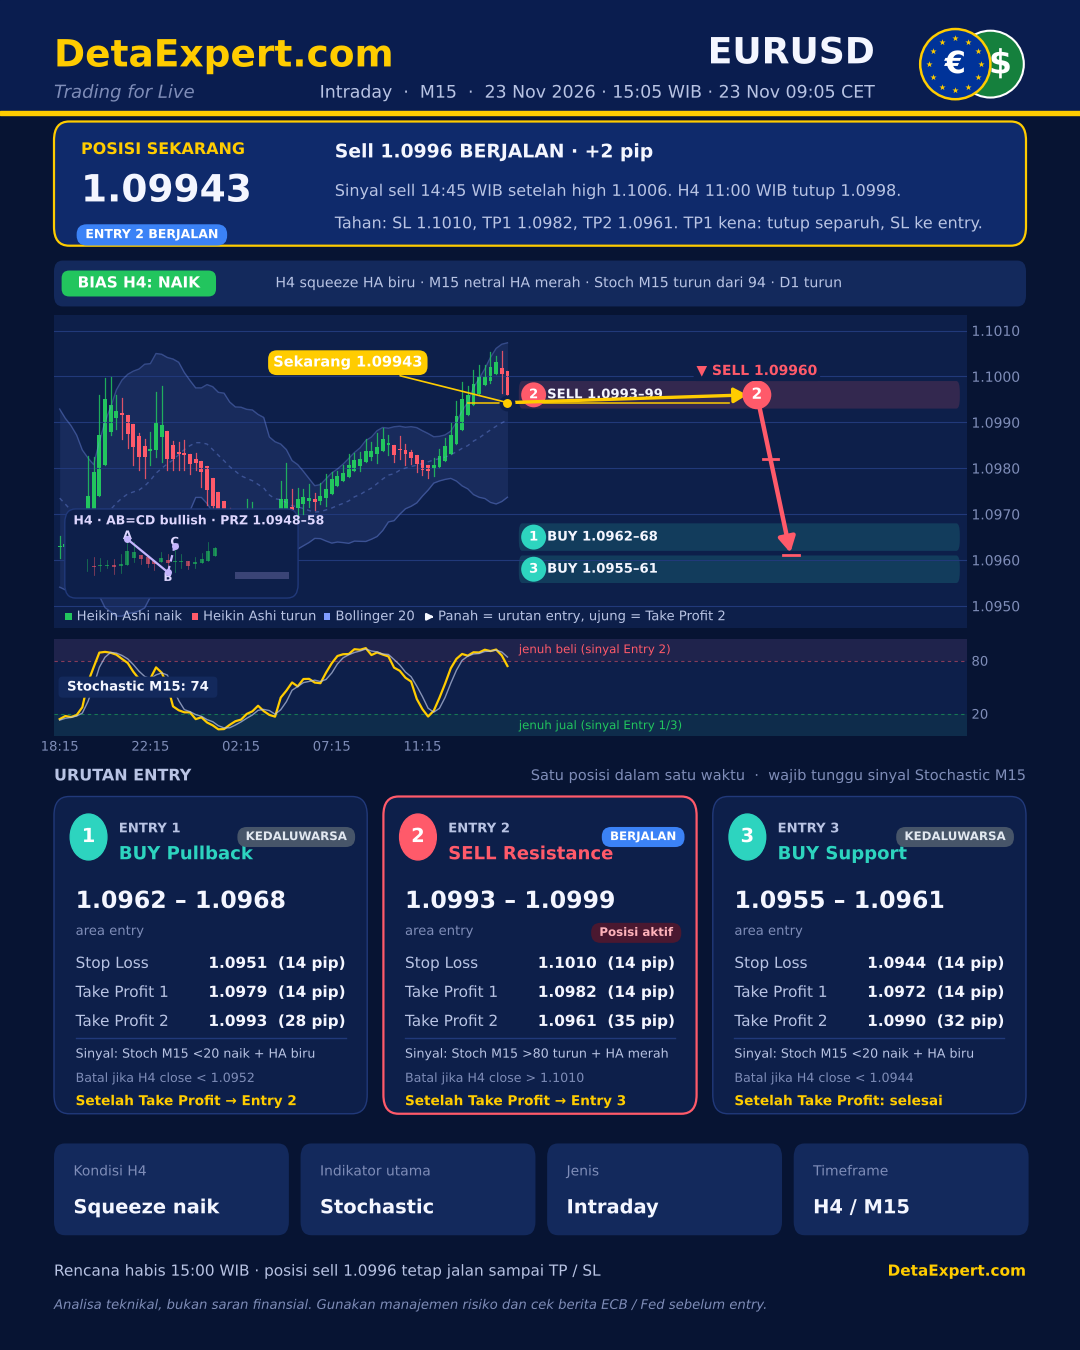 DetaExpert.com
EURUSD
€ $
Trading for Live
Intraday · M15 · 23 Nov 2026 · 15:05 WIB · 23 Nov 09:05 CET
POSISI SEKARANG
Sell 1.0996 BERJALAN · +2 pip
1.09943
Sinyal sell 14:45 WIB setelah high 1.1006. H4 11:00 WIB tutup 1.0998.
Tahan: SL 1.1010, TP1 1.0982, TP2 1.0961. TP1 kena: tutup separuh, SL ke entry.
ENTRY 2 BERJALAN
BIAS H4: NAIK
H4 squeeze HA biru · M15 netral HA merah · Stoch M15 turun dari 94 · D1 turun
1.1010
Sekarang 1.09943
▼ SELL 1.09960
1.1000
2 SELL 1.0993–99
2
1.0990
1.0980
1.0970
H4 · AB=CD bullish · PRZ 1.0948–58
A
C
B
1 BUY 1.0962–68
1.0960
3 BUY 1.0955–61
1.0950
Heikin Ashi naik
Heikin Ashi turun
Bollinger 20
Panah = urutan entry, ujung = Take Profit 2
jenuh beli (sinyal Entry 2)
80
Stochastic M15: 74
20
jenuh jual (sinyal Entry 1/3)
18:15 22:15 02:15 07:15 11:15
URUTAN ENTRY
Satu posisi dalam satu waktu · wajib tunggu sinyal Stochastic M15
1
ENTRY 1
KEDALUWARSA
BUY Pullback
1.0962 – 1.0968
area entry
Stop Loss 1.0951 (14 pip)
Take Profit 1 1.0979 (14 pip)
Take Profit 2 1.0993 (28 pip)
Sinyal: Stoch M15 <20 naik + HA biru
Batal jika H4 close < 1.0952
Setelah Take Profit → Entry 2
2
ENTRY 2
BERJALAN
SELL Resistance
1.0993 – 1.0999
area entry
Posisi aktif
Stop Loss 1.1010 (14 pip)
Take Profit 1 1.0982 (14 pip)
Take Profit 2 1.0961 (35 pip)
Sinyal: Stoch M15 >80 turun + HA merah
Batal jika H4 close > 1.1010
Setelah Take Profit → Entry 3
3
ENTRY 3
KEDALUWARSA
BUY Support
1.0955 – 1.0961
area entry
Stop Loss 1.0944 (14 pip)
Take Profit 1 1.0972 (14 pip)
Take Profit 2 1.0990 (32 pip)
Sinyal: Stoch M15 <20 naik + HA biru
Batal jika H4 close < 1.0944
Setelah Take Profit: selesai
Kondisi H4
Squeeze naik
Indikator utama
Stochastic
Jenis
Intraday
Timeframe
H4 / M15
Rencana habis 15:00 WIB · posisi sell 1.0996 tetap jalan sampai TP / SL
DetaExpert.com
Analisa teknikal, bukan saran finansial. Gunakan manajemen risiko dan cek berita ECB / Fed sebelum entry.